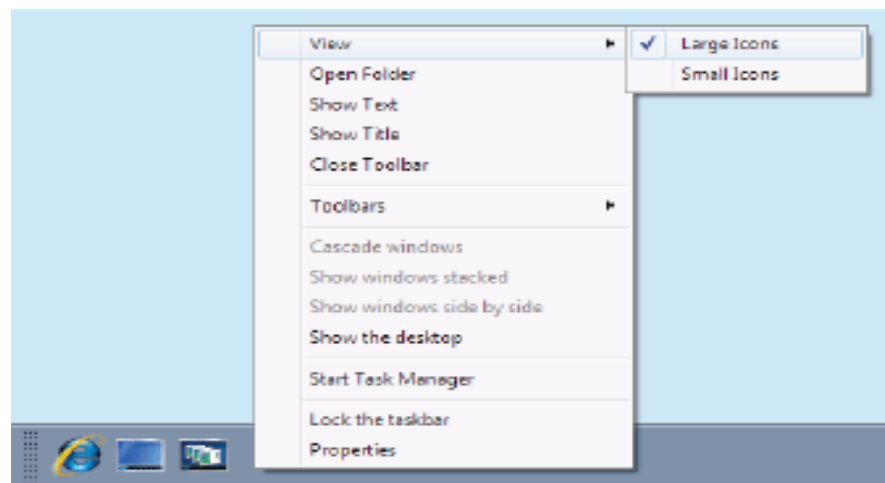 View
Large Icons
Small Icons
Open Folder
Show Text
Show Title
Close Toolbar
Toolbars
Cascade windows
Show windows stacked
Show windows side by side
Show the desktop
Start Task Manager
Lock the taskbar
Properties